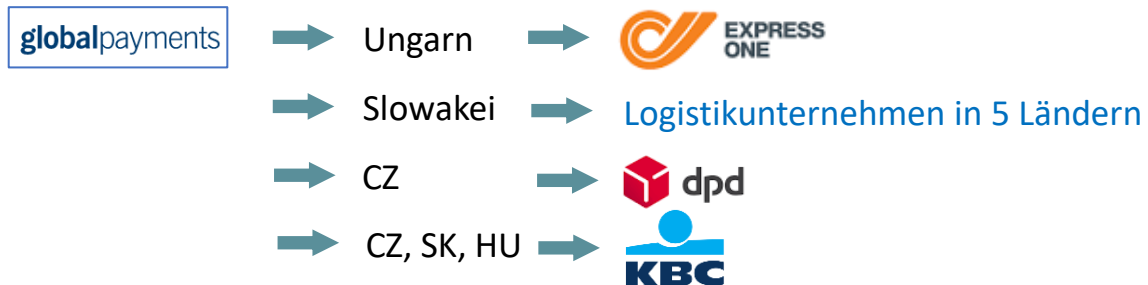 globalpayments
Ungarn
EXPRESS
ONE
Slowakei
Logistikunternehmen in 5 Ländern
CZ
dpd
CZ, SK, HU
KBC